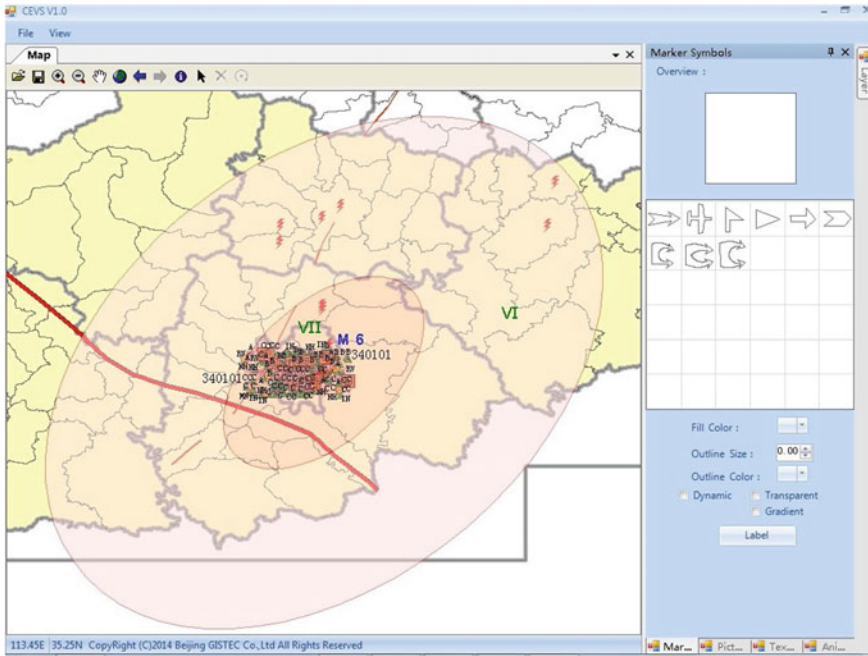 CEVS V1.0
File View
Map
Marker Symbols
Overview :
Layer
VII
VI
M 6
340101
340101
Fill Color :
Outline Size : 0.00
Outline Color :
Dynamic Transparent
Gradient
Label
113.45E 35.25N CopyRight (C)2014 Beijing GISTEC Co.,Ltd All Rights Reserved
Mar... Pict... Tex... Ani...